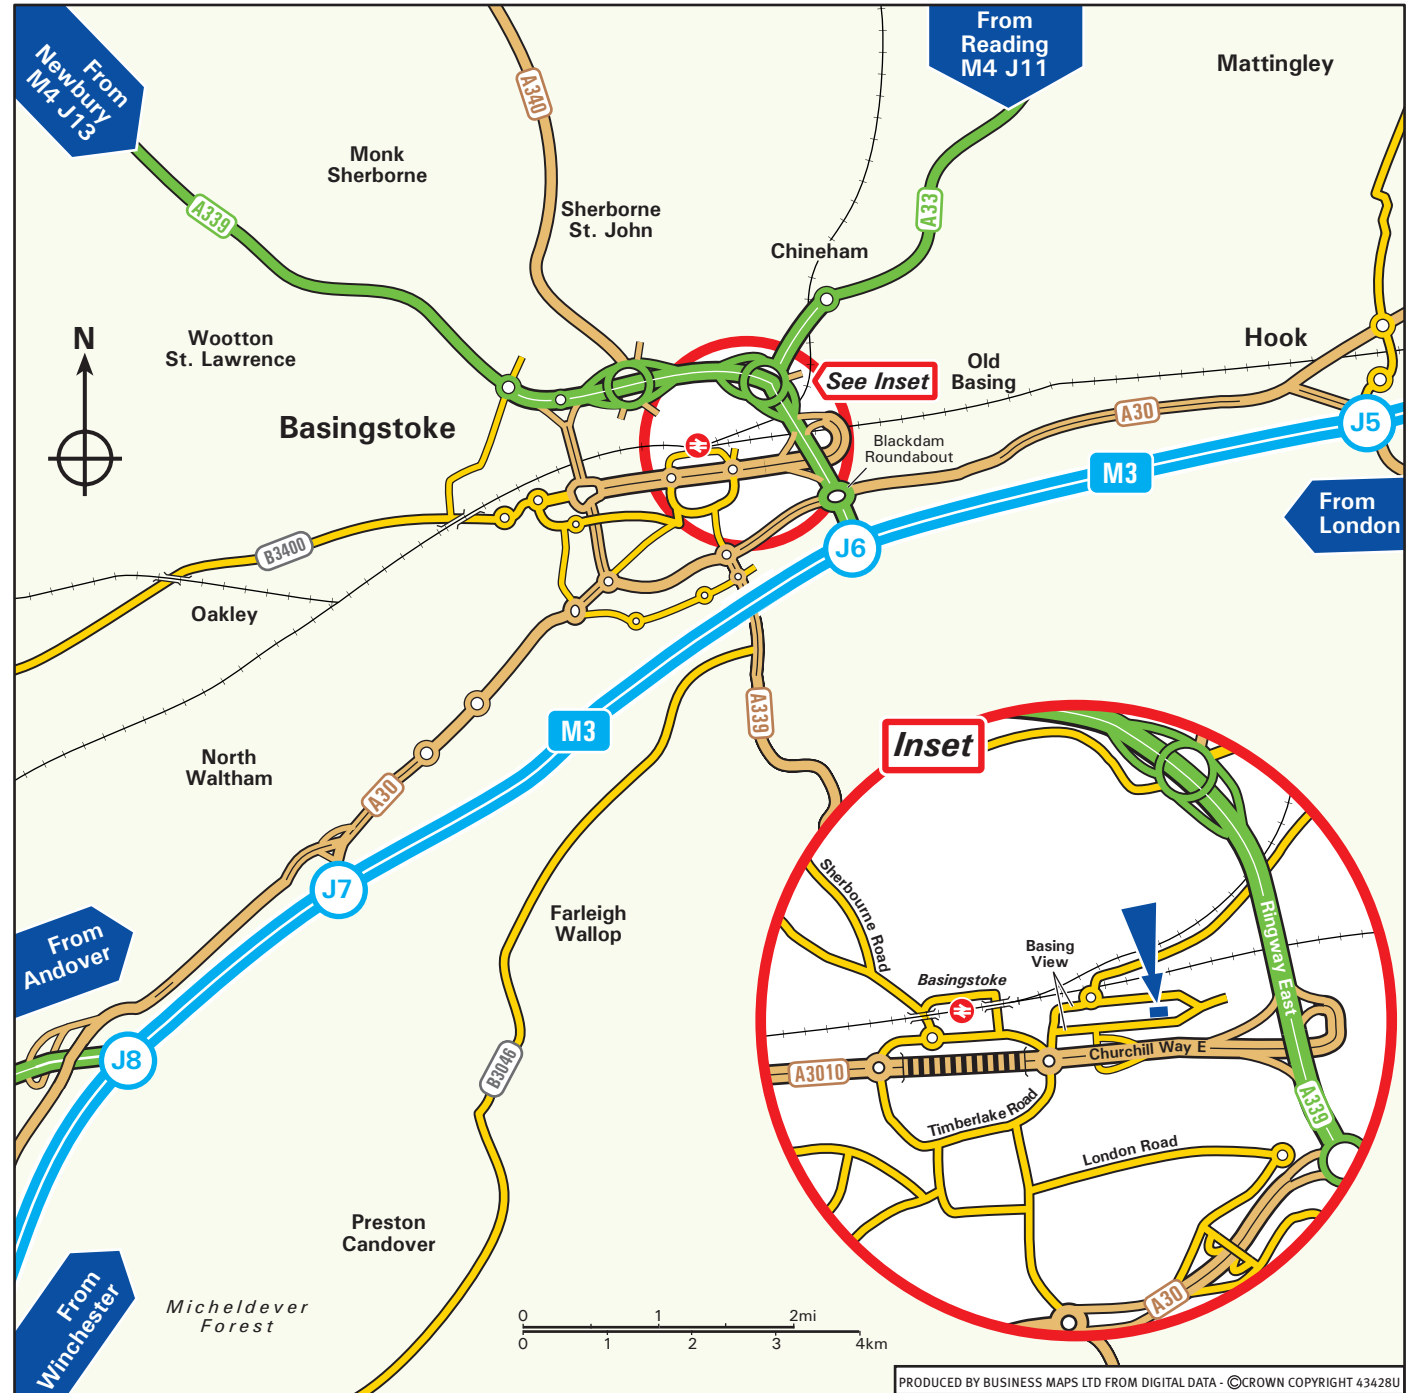 From
Newbury
M4 J13
From
Reading
M4 J11
Mattingley
A340
Monk
Sherborne
A339
Sherborne
St. John
A33
Chineham
N
Wootton
St. Lawrence
Hook
See Inset
Old
Basing
Basingstoke
A30
J5
Blackdam
Roundabout
M3
From
London
B3400
J6
Oakley
A339
M3
Inset
North
Waltham
A30
J7
Farleigh
Wallop
From
Andover
J8
B3046
Sherbourne Road
Ringway East
Basing
View
Basingstoke
Churchill Way E
A3010
A339
Timberlake Road
London Road
A30
Preston
Candover
From
Winchester
Micheldever
Forest
0 1 2mi
0 1 2 3 4km
PRODUCED BY BUSINESS MAPS LTD FROM DIGITAL DATA - ©CROWN COPYRIGHT 43428U